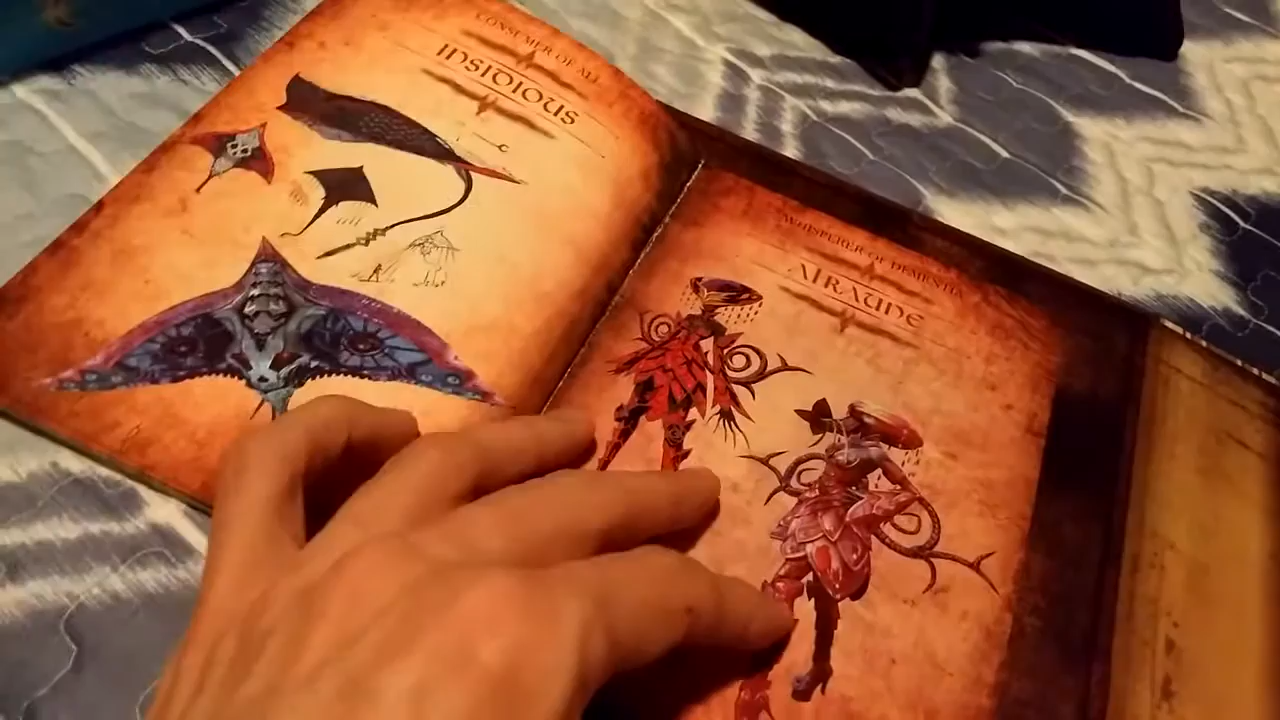 CONSUMER OF ALL
INSIDIOUS
WHISPERER OF DEMENTIA
ALRAUNE